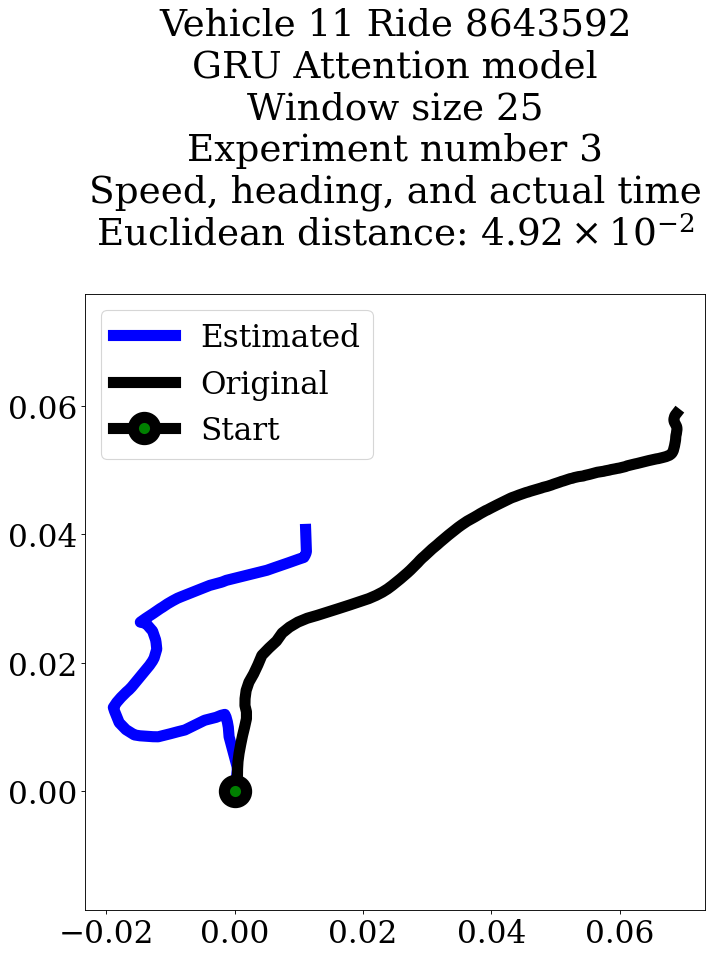 Vehicle 11 Ride 8643592
GRU Attention model
Window size 25
Experiment number 3
Speed, heading, and actual time
Euclidean distance: 4.92 × 10⁻²
Estimated
Original
Start
0.06
0.04
0.02
0.00
−0.02 0.00 0.02 0.04 0.06